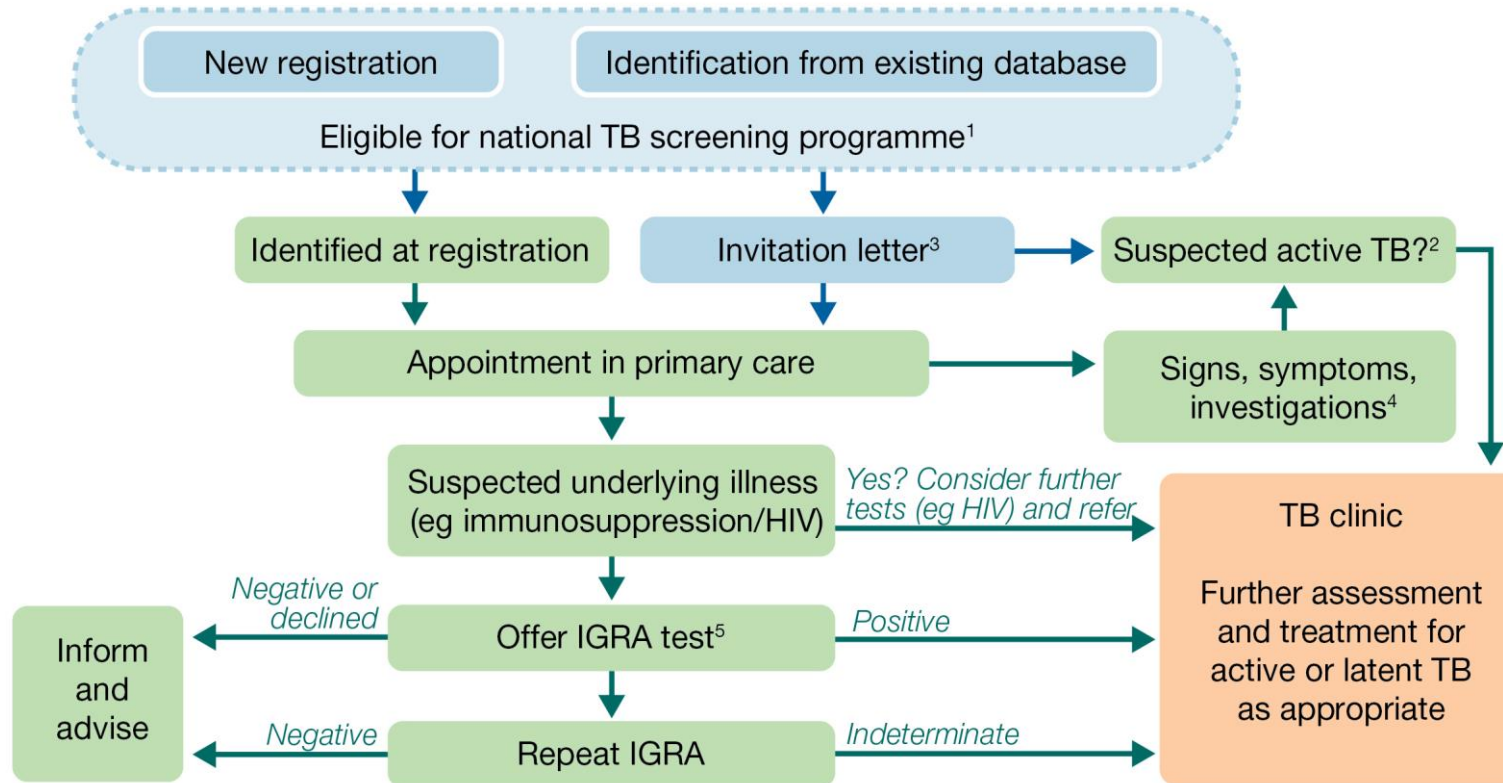 New registration
Identification from existing database
Eligible for national TB screening programme¹
Identified at registration
Invitation letter³
Suspected active TB?²
Appointment in primary care
Signs, symptoms,
investigations⁴
Suspected underlying illness
(eg immunosuppression/HIV)
Yes? Consider further
tests (eg HIV) and refer
TB clinic
Further assessment
and treatment for
active or latent TB
as appropriate
Negative or
declined
Offer IGRA test⁵
Positive
Inform
and
advise
Negative
Repeat IGRA
Indeterminate